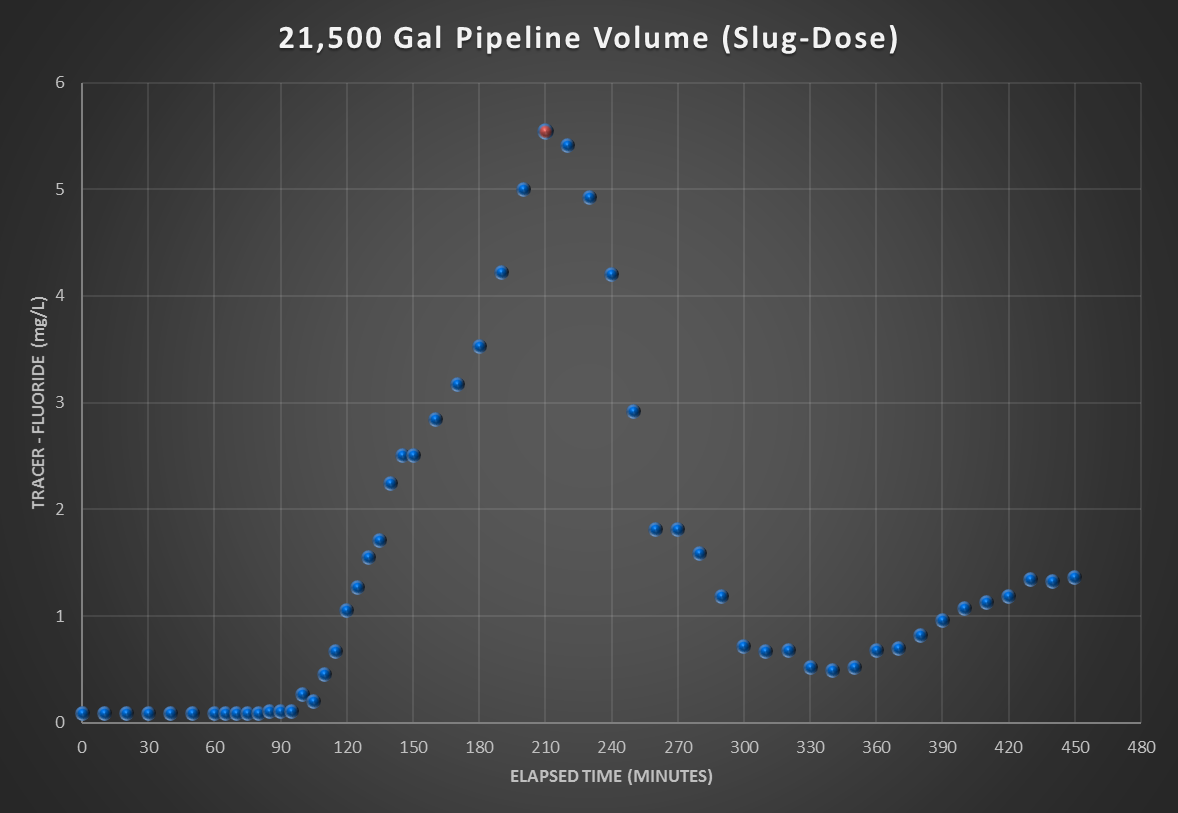 21,500 Gal Pipeline Volume (Slug-Dose)
6
5
4
3
2
1
0
TRACER - FLUORIDE (mg/L)
0 30 60 90 120 150 180 210 240 270 300 330 360 390 420 450 480
ELAPSED TIME (MINUTES)